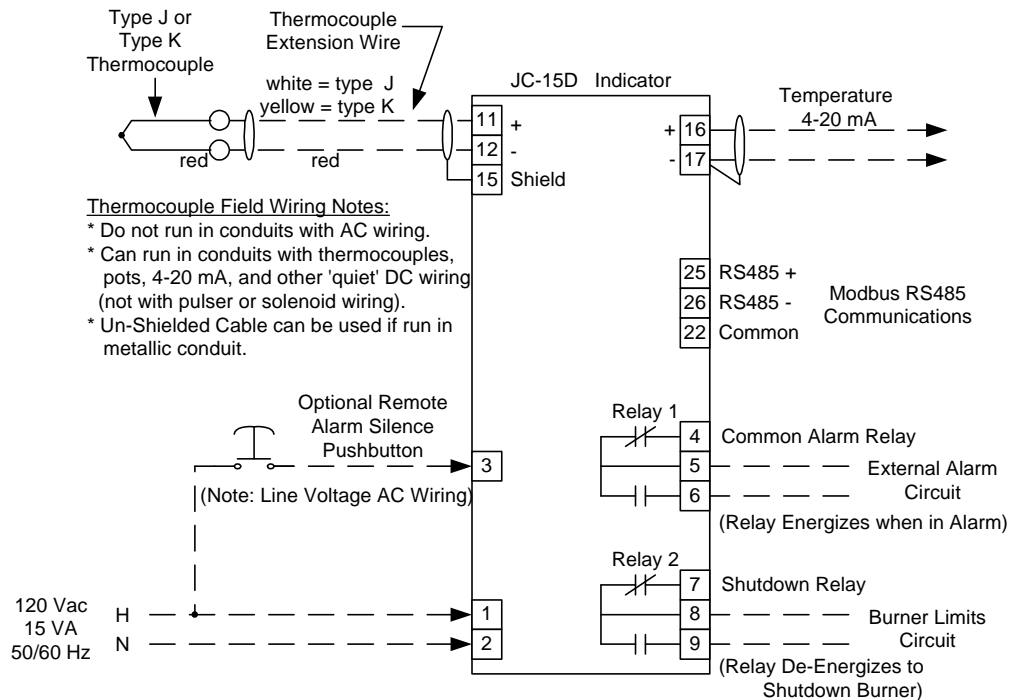 Type J or
Type K
Thermocouple
Thermocouple
Extension Wire
white = type J
yellow = type K
red
red
JC-15D Indicator
11
+
12
-
15
Shield
Temperature
4-20 mA
+
16
-
17
Thermocouple Field Wiring Notes:
* Do not run in conduits with AC wiring.
* Can run in conduits with thermocouples,
pots, 4-20 mA, and other 'quiet' DC wiring
(not with pulser or solenoid wiring).
* Un-Shielded Cable can be used if run in
metallic conduit.
25
RS485 +
26
RS485 -
22
Common
Modbus RS485
Communications
Optional Remote
Alarm Silence
Pushbutton
3
(Note: Line Voltage AC Wiring)
Relay 1
4
Common Alarm Relay
5
6
External Alarm
Circuit
(Relay Energizes when in Alarm)
Relay 2
7
Shutdown Relay
8
9
Burner Limits
Circuit
(Relay De-Energizes to
Shutdown Burner)
120 Vac
15 VA
50/60 Hz
H
1
N
2